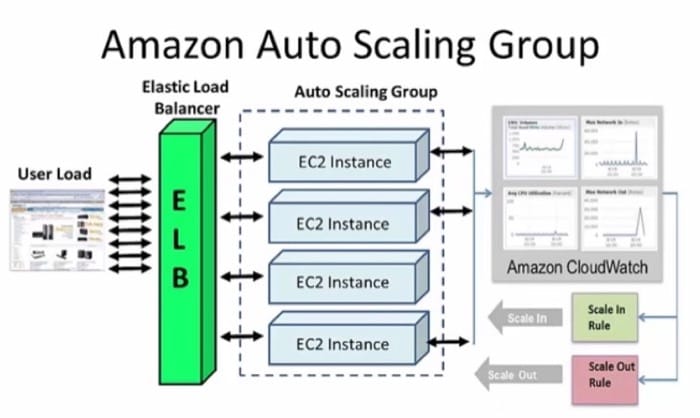 Amazon Auto Scaling Group
Elastic Load
Balancer
Auto Scaling Group
User Load
E
L
B
EC2 Instance
EC2 Instance
EC2 Instance
EC2 Instance
Amazon CloudWatch
Scale In
Scale In
Rule
Scale Out
Scale Out
Rule